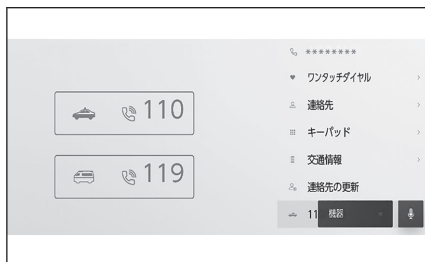 110
119
********
ワンタッチダイヤル
連絡先
キーパッド
交通情報
連絡先の更新
11
機器